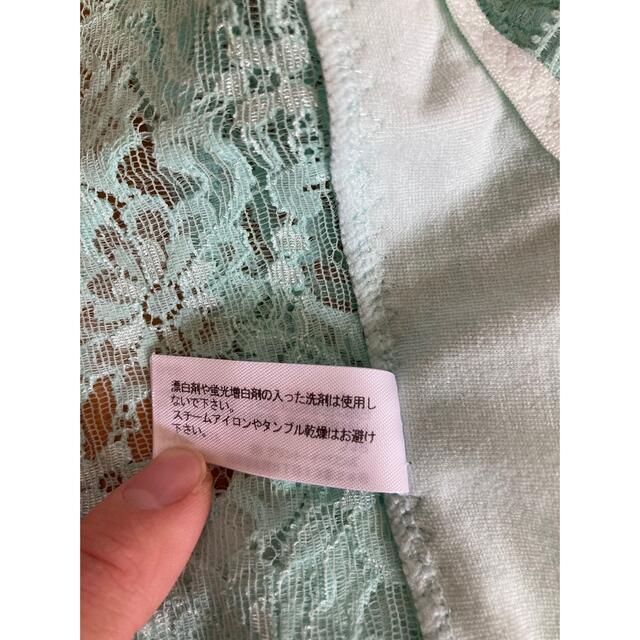 漂白剤や蛍光増白剤の入った洗剤は使用し
ないで下さい。
スチームアイロンやタンブル乾燥はお避け
下さい。